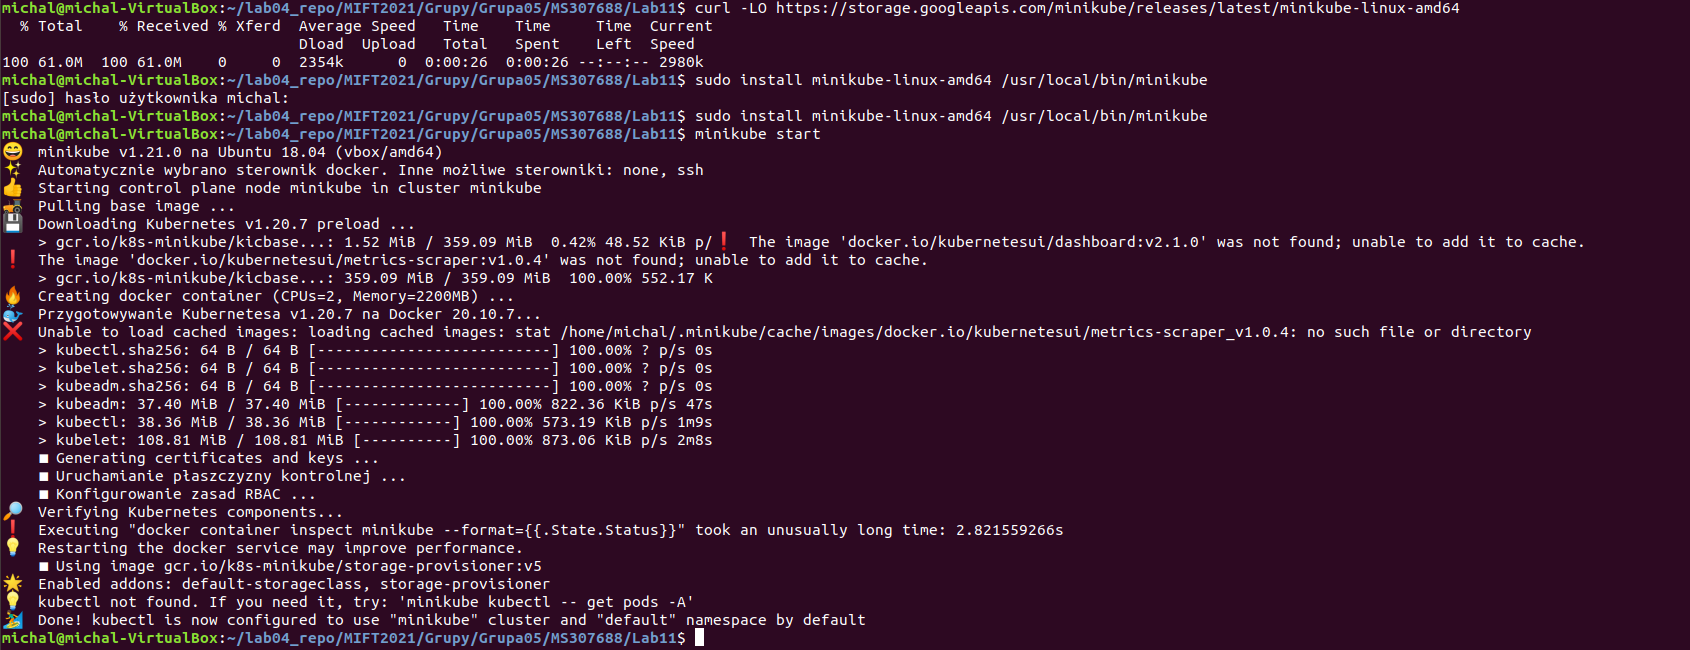 michal@michal-VirtualBox:~/lab04_repo/MIFT2021/Grupy/Grupa05/MS307688/Lab11$ curl -LO https://storage.googleapis.com/minikube/releases/latest/minikube-linux-amd64
  % Total    % Received % Xferd  Average Speed   Time    Time     Time  Current
                                 Dload  Upload   Total   Spent    Left  Speed
100 61.0M  100 61.0M    0     0  2354k      0  0:00:26  0:00:26 --:--:-- 2980k
michal@michal-VirtualBox:~/lab04_repo/MIFT2021/Grupy/Grupa05/MS307688/Lab11$ sudo install minikube-linux-amd64 /usr/local/bin/minikube
[sudo] hasło użytkownika michal:
michal@michal-VirtualBox:~/lab04_repo/MIFT2021/Grupy/Grupa05/MS307688/Lab11$ sudo install minikube-linux-amd64 /usr/local/bin/minikube
michal@michal-VirtualBox:~/lab04_repo/MIFT2021/Grupy/Grupa05/MS307688/Lab11$ minikube start
😄  minikube v1.21.0 na Ubuntu 18.04 (vbox/amd64)
✨  Automatycznie wybrano sterownik docker. Inne możliwe sterowniki: none, ssh
👍  Starting control plane node minikube in cluster minikube
🚜  Pulling base image ...
💾  Downloading Kubernetes v1.20.7 preload ...
    > gcr.io/k8s-minikube/kicbase...: 1.52 MiB / 359.09 MiB  0.42% 48.52 KiB p/❗  The image 'docker.io/kubernetesui/dashboard:v2.1.0' was not found; unable to add it to cache.
❗  The image 'docker.io/kubernetesui/metrics-scraper:v1.0.4' was not found; unable to add it to cache.
    > gcr.io/k8s-minikube/kicbase...: 359.09 MiB / 359.09 MiB  100.00% 552.17 K
🔥  Creating docker container (CPUs=2, Memory=2200MB) ...
🐳  Przygotowywanie Kubernetesa v1.20.7 na Docker 20.10.7...
❌  Unable to load cached images: loading cached images: stat /home/michal/.minikube/cache/images/docker.io/kubernetesui/metrics-scraper_v1.0.4: no such file or directory
    > kubectl.sha256: 64 B / 64 B [--------------------------] 100.00% ? p/s 0s
    > kubelet.sha256: 64 B / 64 B [--------------------------] 100.00% ? p/s 0s
    > kubeadm.sha256: 64 B / 64 B [--------------------------] 100.00% ? p/s 0s
    > kubeadm: 37.40 MiB / 37.40 MiB [-------------] 100.00% 822.36 KiB p/s 47s
    > kubectl: 38.36 MiB / 38.36 MiB [------------] 100.00% 573.19 KiB p/s 1m9s
    > kubelet: 108.81 MiB / 108.81 MiB [----------] 100.00% 873.06 KiB p/s 2m8s
    ▪ Generating certificates and keys ...
    ▪ Uruchamianie płaszczyzny kontrolnej ...
    ▪ Konfigurowanie zasad RBAC ...
🔎  Verifying Kubernetes components...
❗  Executing "docker container inspect minikube --format={{.State.Status}}" took an unusually long time: 2.821559266s
💡  Restarting the docker service may improve performance.
    ▪ Using image gcr.io/k8s-minikube/storage-provisioner:v5
🌟  Enabled addons: default-storageclass, storage-provisioner
💡  kubectl not found. If you need it, try: 'minikube kubectl -- get pods -A'
🏄  Done! kubectl is now configured to use "minikube" cluster and "default" namespace by default
michal@michal-VirtualBox:~/lab04_repo/MIFT2021/Grupy/Grupa05/MS307688/Lab11$